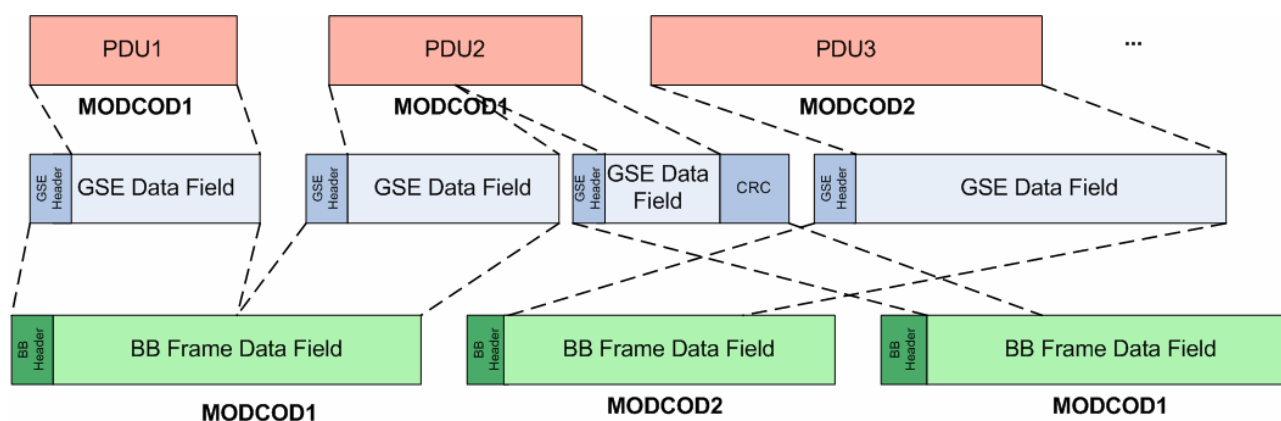 PDU1
PDU2
PDU3
...
MODCOD1
MODCOD1
MODCOD2
GSE
Header
GSE Data Field
GSE
Header
GSE Data Field
GSE
Header
GSE Data
Field
CRC
GSE
Header
GSE Data Field
BB
Header
BB Frame Data Field
BB
Header
BB Frame Data Field
BB
Header
BB Frame Data Field
MODCOD1
MODCOD2
MODCOD1